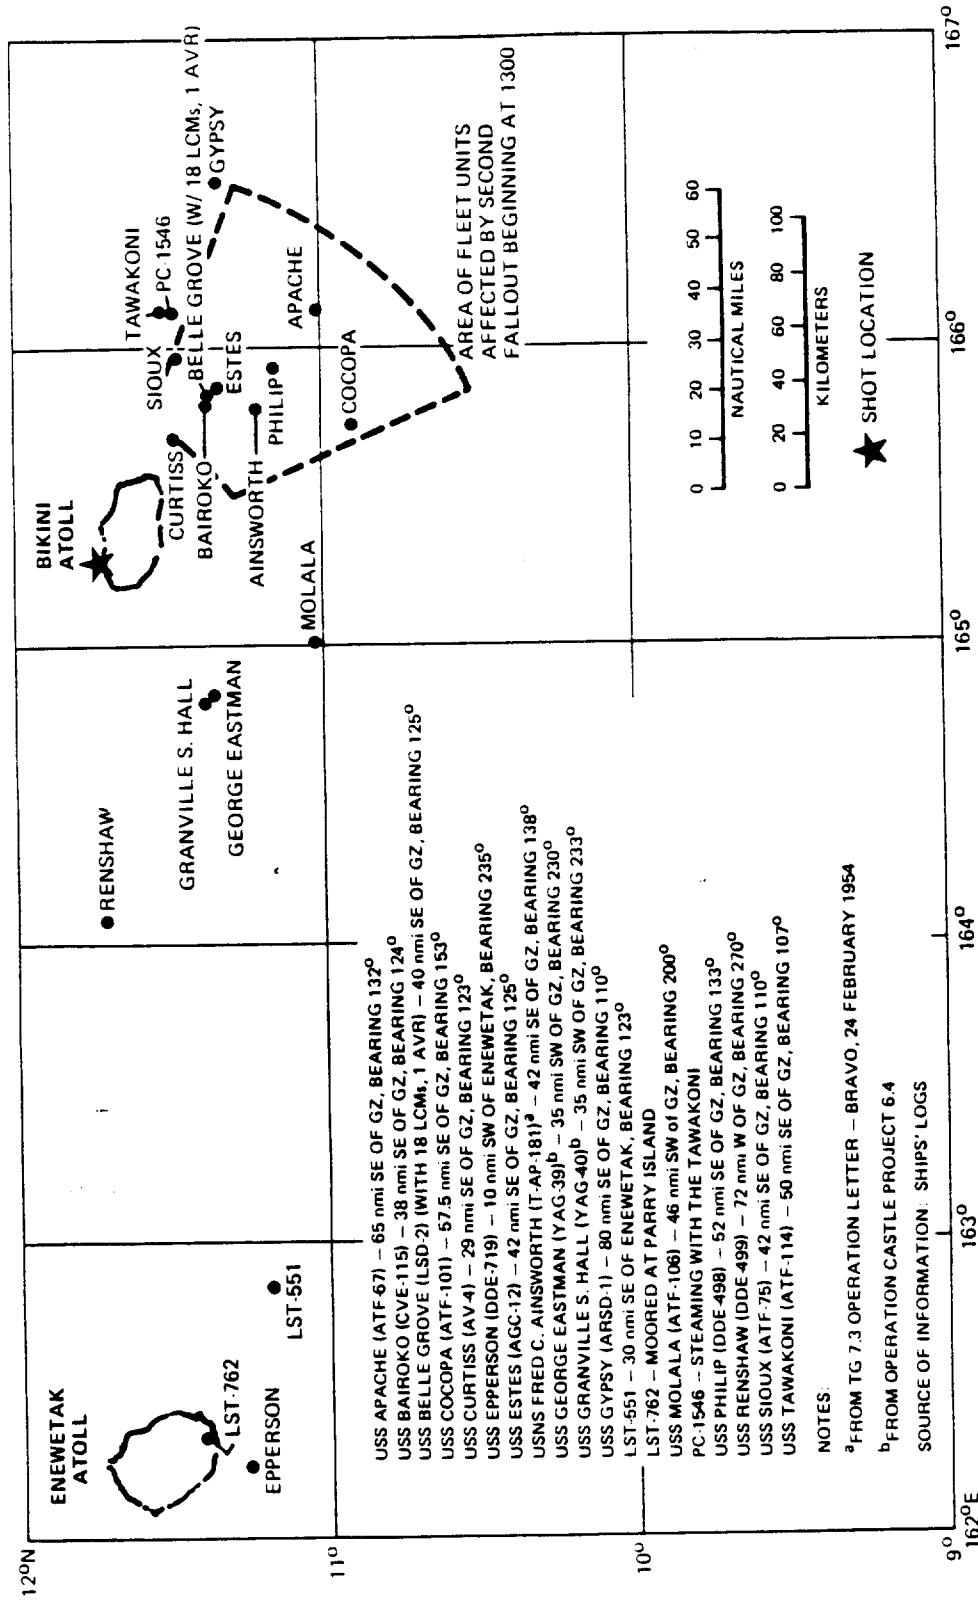 12°N
11°
10°
9°
162°E
163°
164°
165°
166°
167°
ENEWETAK
ATOLL
LST-762
EPPERSON
LST-551
RENSHAW
GRANVILLE S. HALL
GEORGE EASTMAN
BIKINI
ATOLL
MOLALA
CURTISS
BAIROKO
AINSWORTH
SIOUX
TAWAKONI
PC-1546
BELLE GROVE (W/ 18 LCMs, 1 AVR)
ESTES
PHILIP
GYPSY
APACHE
COCOPA
AREA OF FLEET UNITS
AFFECTED BY SECOND
FALLOUT BEGINNING AT 1300
0 10 20 30 40 50 60
NAUTICAL MILES
0 20 40 60 80 100
KILOMETERS
SHOT LOCATION
USS APACHE (ATF-67) – 65 nmi SE OF GZ, BEARING 132°
USS BAIROKO (CVE-115) – 38 nmi SE OF GZ, BEARING 124°
USS BELLE GROVE (LSD-2) (WITH 18 LCMs, 1 AVR) – 40 nmi SE OF GZ, BEARING 125°
USS COCOPA (ATF-101) – 57.5 nmi SE OF GZ, BEARING 153°
USS CURTISS (AV-4) – 29 nmi SE OF GZ, BEARING 123°
USS EPPERSON (DDE-719) – 10 nmi SW OF ENEWETAK, BEARING 235°
USS ESTES (AGC-12) – 42 nmi SE OF GZ, BEARING 125°
USNS FRED C. AINSWORTH (T-AP-181)ᵃ – 42 nmi SE OF GZ, BEARING 138°
USS GEORGE EASTMAN (YAG-39)ᵇ – 35 nmi SW OF GZ, BEARING 230°
USS GRANVILLE S. HALL (YAG-40)ᵇ – 35 nmi SW OF GZ, BEARING 233°
USS GYPSY (ARSD-1) – 80 nmi SE OF GZ, BEARING 110°
LST-551 – 30 nmi SE OF ENEWETAK, BEARING 123°
LST-762 – MOORED AT PARRY ISLAND
USS MOLALA (ATF-106) – 46 nmi SW of GZ, BEARING 200°
PC-1546 – STEAMING WITH THE TAWAKONI
USS PHILIP (DDE-498) – 52 nmi SE OF GZ, BEARING 133°
USS RENSHAW (DDE-499) – 72 nmi W OF GZ, BEARING 270°
USS SIOUX (ATF-75) – 42 nmi SE OF GZ, BEARING 110°
USS TAWAKONI (ATF-114) – 50 nmi SE OF GZ, BEARING 107°
NOTES:
ᵃFROM TG 7.3 OPERATION LETTER – BRAVO, 24 FEBRUARY 1954
ᵇFROM OPERATION CASTLE PROJECT 6.4
SOURCE OF INFORMATION: SHIPS' LOGS